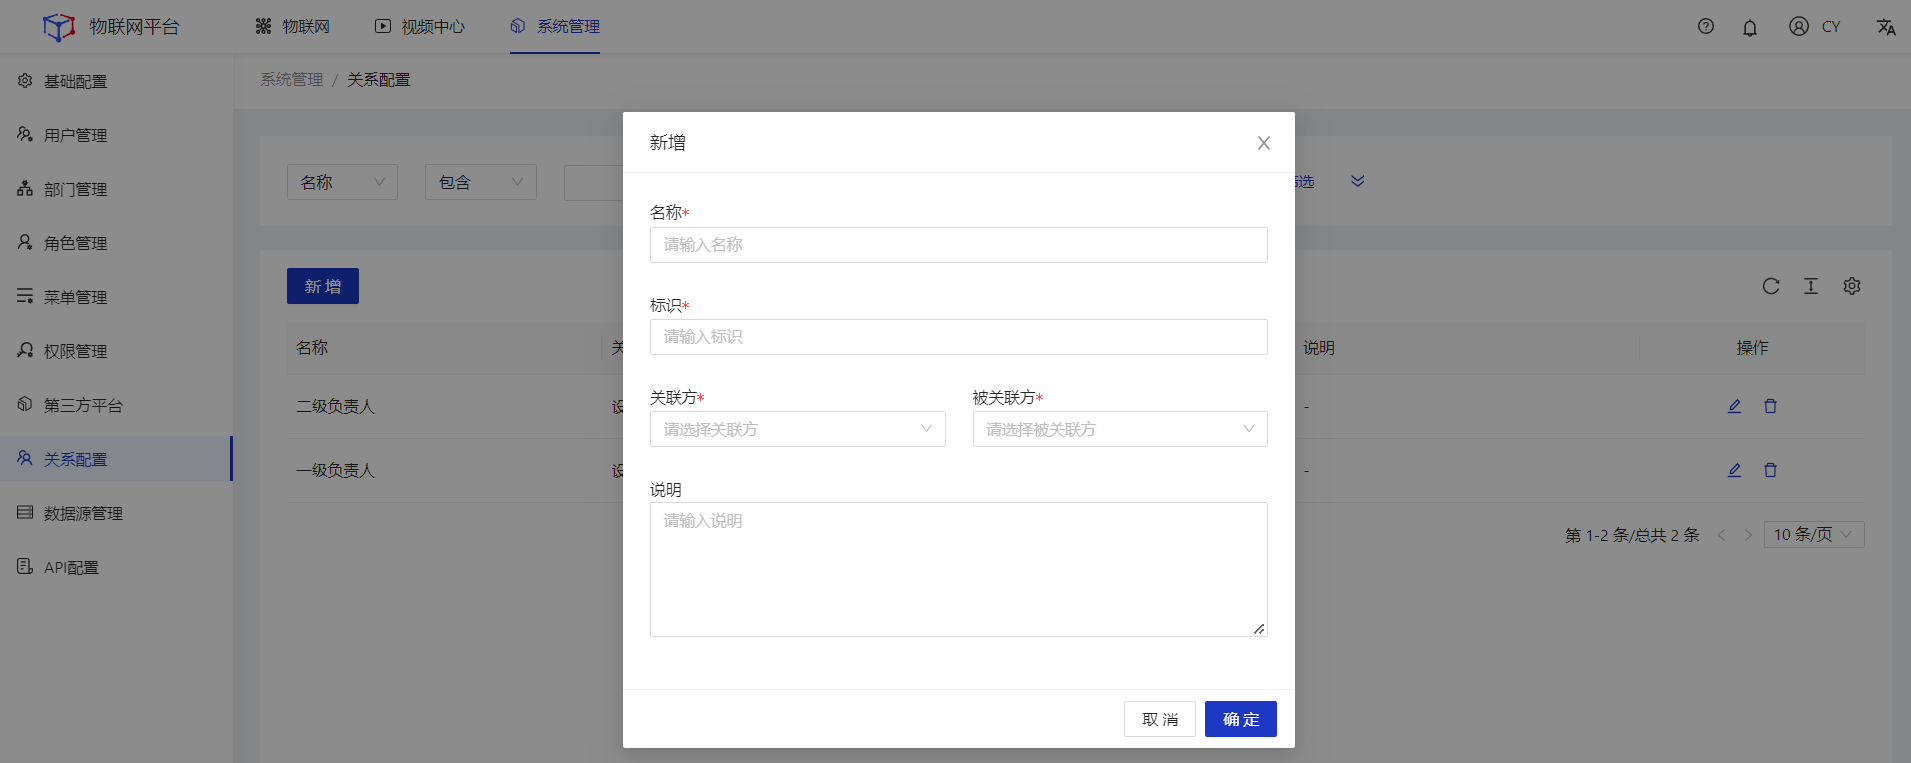 物联网平台
物联网
视频中心
系统管理
CY
基础配置
用户管理
部门管理
角色管理
菜单管理
权限管理
第三方平台
关系配置
数据源管理
API配置
系统管理 / 关系配置
名称
包含
选
新增
名称
说明
操作
二级负责人
-
一级负责人
-
第 1-2 条/总共 2 条
10 条/页
新增
名称*
请输入名称
标识*
请输入标识
关联方*
请选择关联方
被关联方*
请选择被关联方
说明
请输入说明
取消
确定